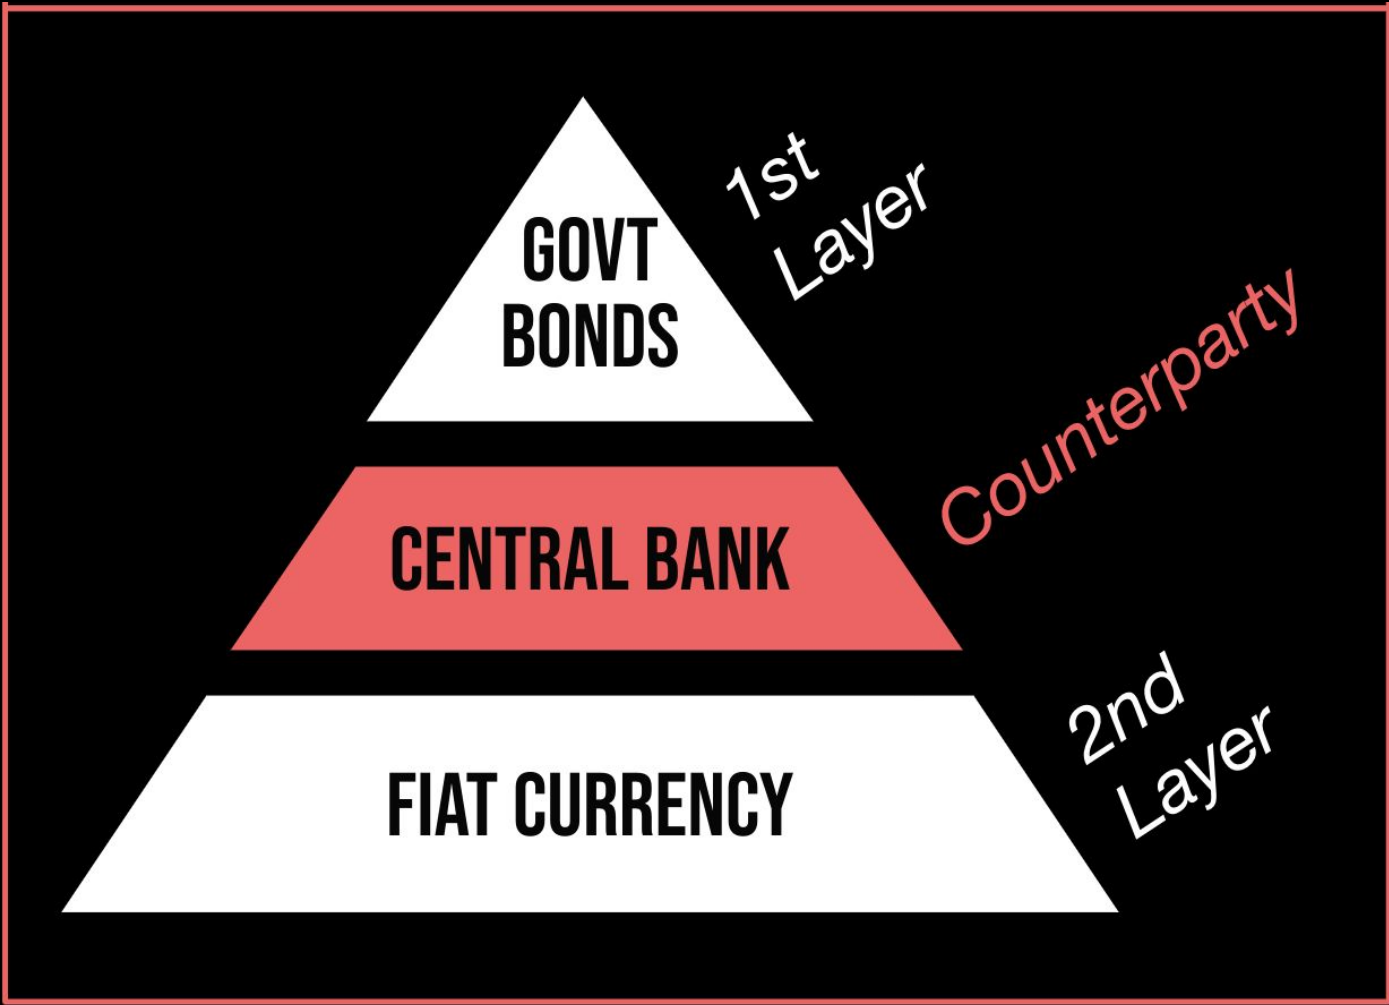 GOVT
BONDS
1st
Layer
CENTRAL BANK
Counterparty
FIAT CURRENCY
2nd
Layer